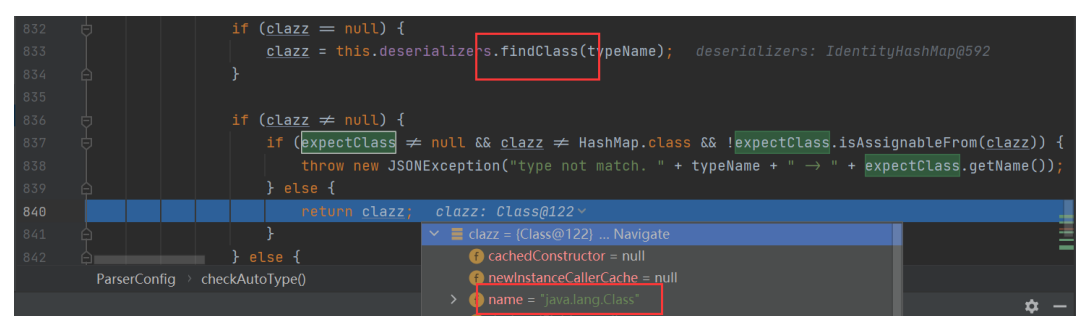 832 if (clazz == null) {
833 clazz = this.deserializers.findClass(typeName); deserializers: IdentityHashMap@592
834 }
835
836 if (clazz ≠ null) {
837 if (expectClass ≠ null && clazz ≠ HashMap.class && !expectClass.isAssignableFrom(clazz)) {
838 throw new JSONException("type not match. " + typeName + " → " + expectClass.getName());
839 } else {
840 return clazz; clazz: Class@122
841 }
842 } else {
clazz = {Class@122} ... Navigate
f cachedConstructor = null
f newInstanceCallerCache = null
f name = "java.lang.Class"
ParserConfig › checkAutoType()